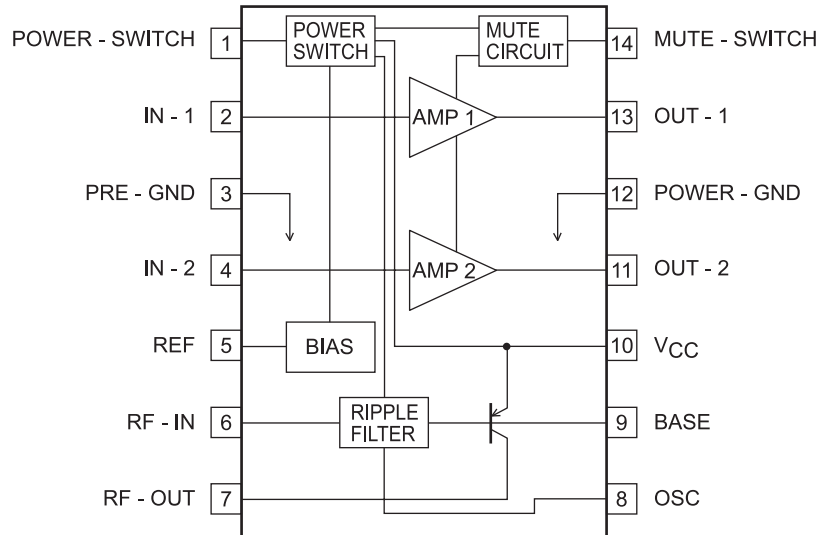 POWER - SWITCH 1 POWER SWITCH MUTE CIRCUIT 14 MUTE - SWITCH
IN - 1 2 AMP 1 13 OUT - 1
PRE - GND 3 12 POWER - GND
IN - 2 4 AMP 2 11 OUT - 2
REF 5 BIAS 10 VCC
RF - IN 6 RIPPLE FILTER 9 BASE
RF - OUT 7 8 OSC